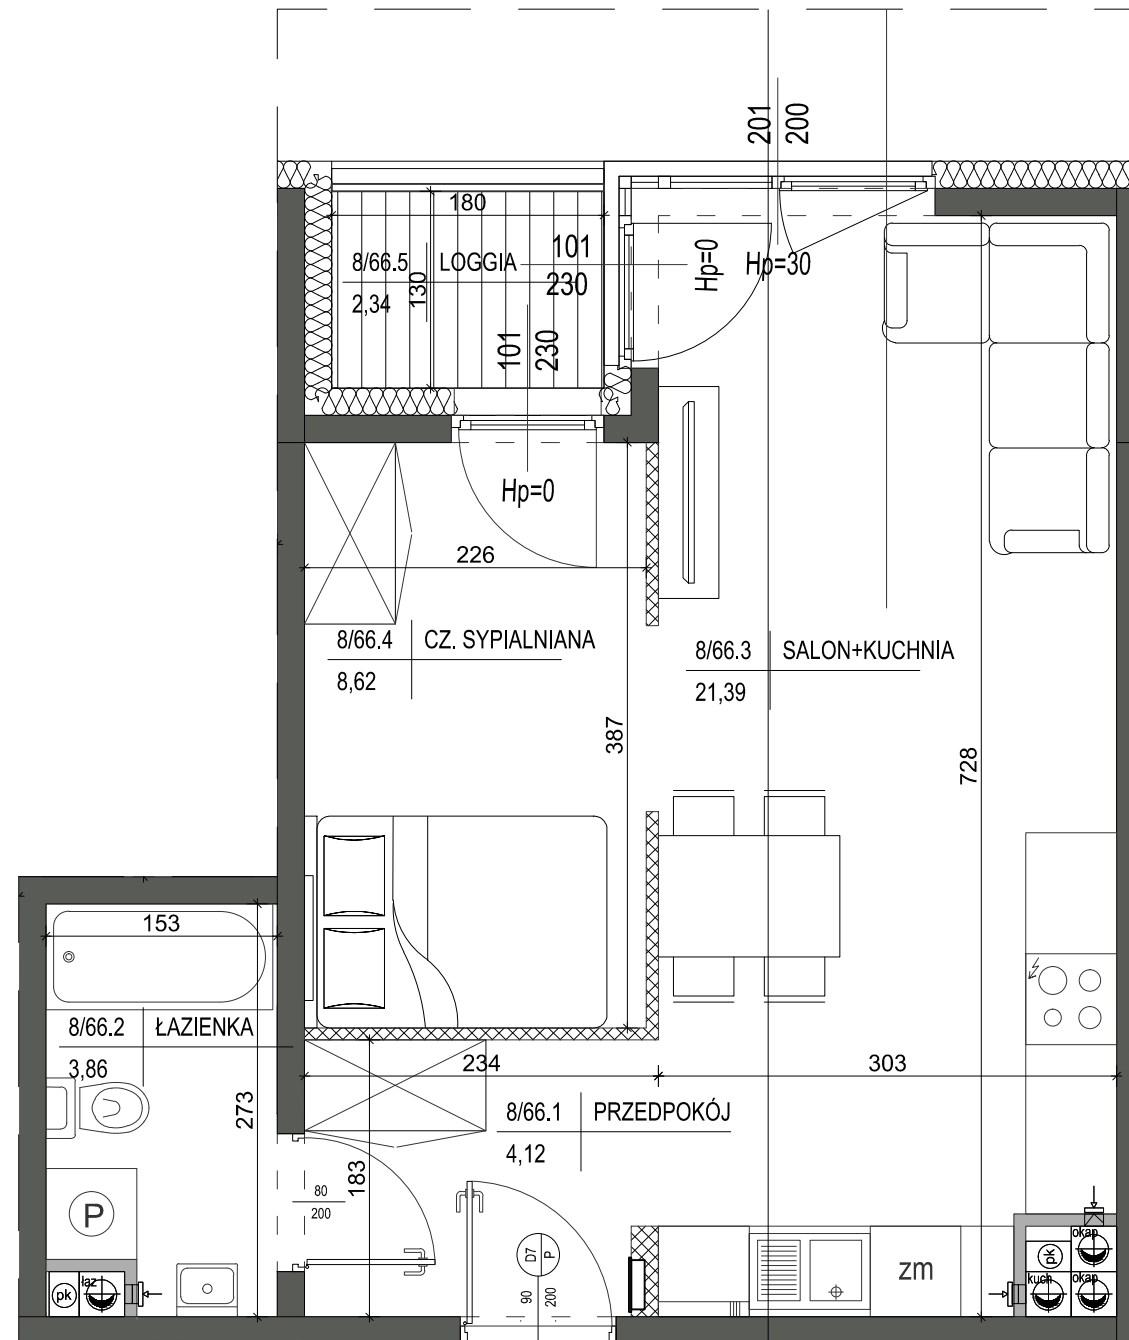 201
200
180
8/66.5 LOGGIA
2,34
130
101
230
101
230
Hp=0
Hp=30
Hp=0
226
8/66.4 CZ. SYPIALNIANA
8,62
8/66.3 SALON+KUCHNIA
21,39
387
728
153
8/66.2 ŁAZIENKA
3,86
273
234
303
8/66.1 PRZEDPOKÓJ
4,12
183
80
200
P
D7
P
90
200
zm
pk
łaz
okap
pk
kuch
okap